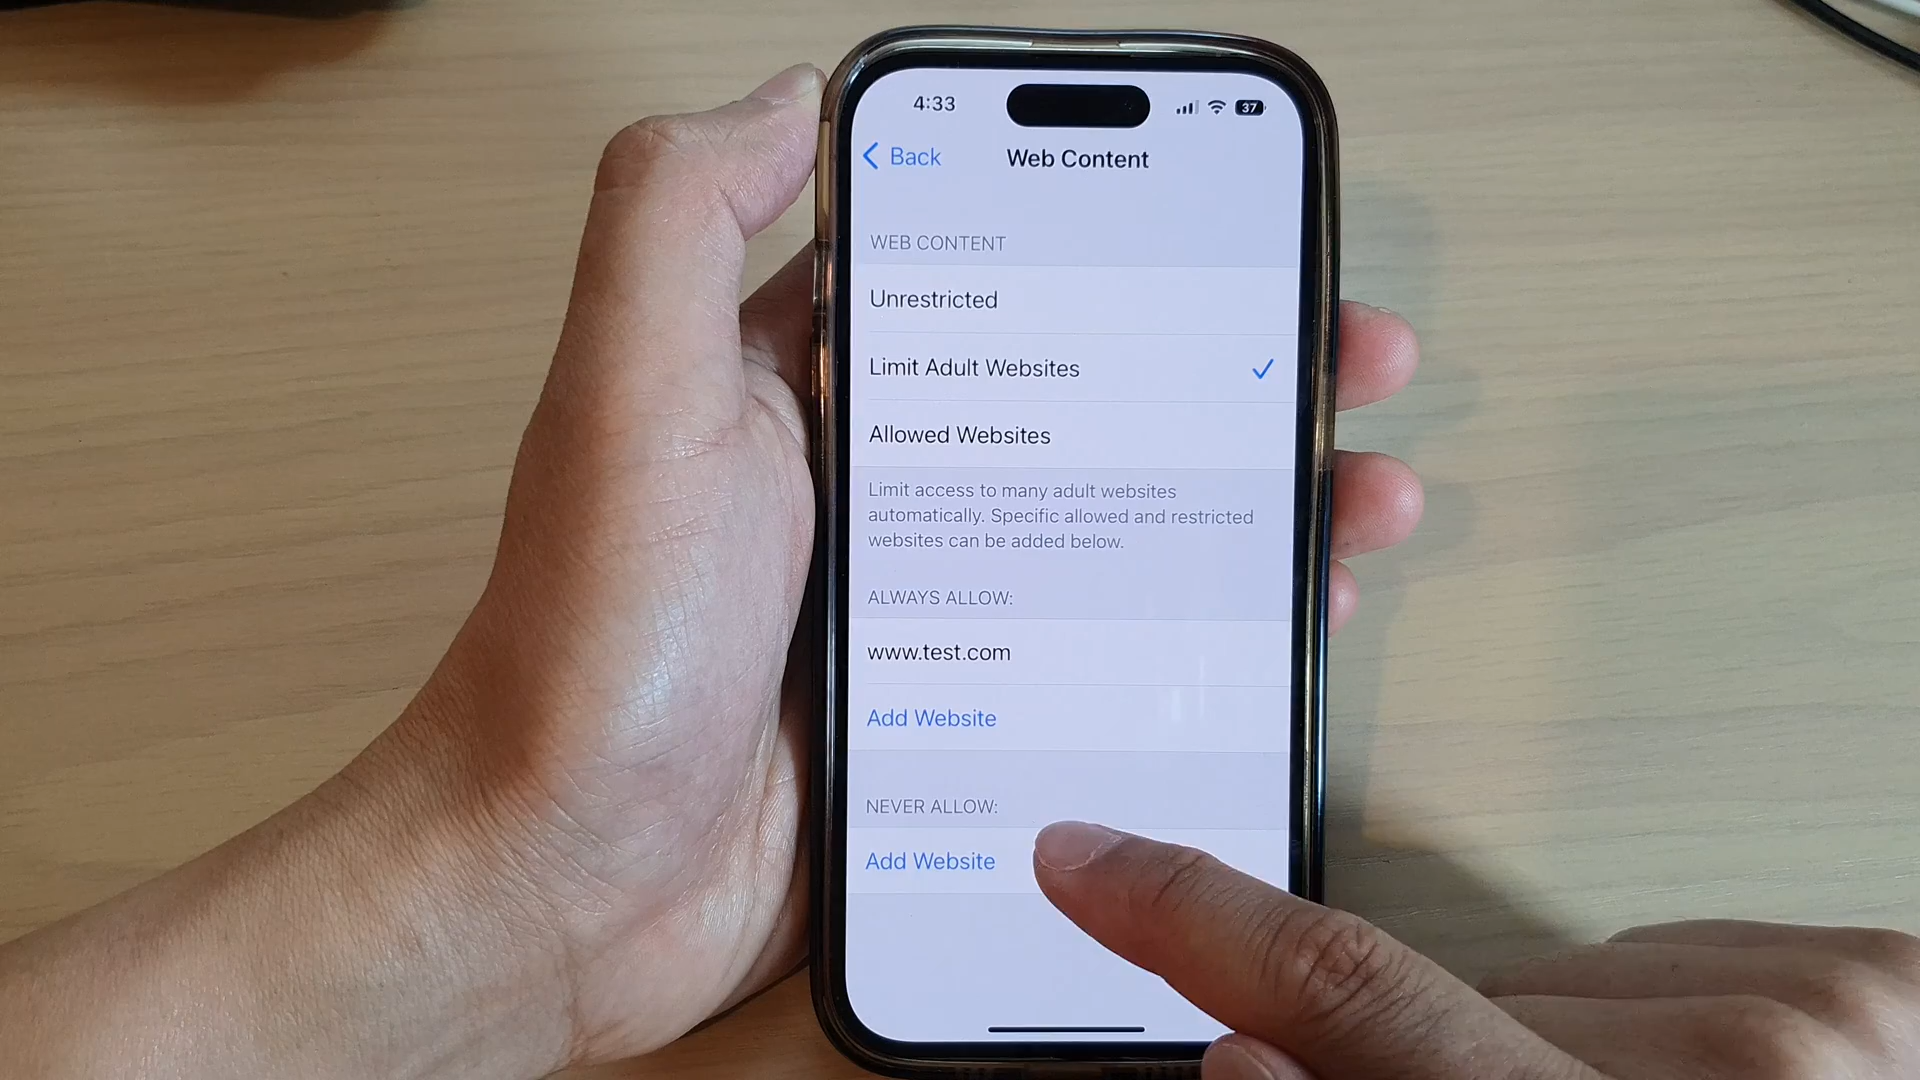 4:33
37
Back
Web Content
WEB CONTENT
Unrestricted
Limit Adult Websites
Allowed Websites
Limit access to many adult websites
automatically. Specific allowed and restricted
websites can be added below.
ALWAYS ALLOW:
www.test.com
Add Website
NEVER ALLOW:
Add Website